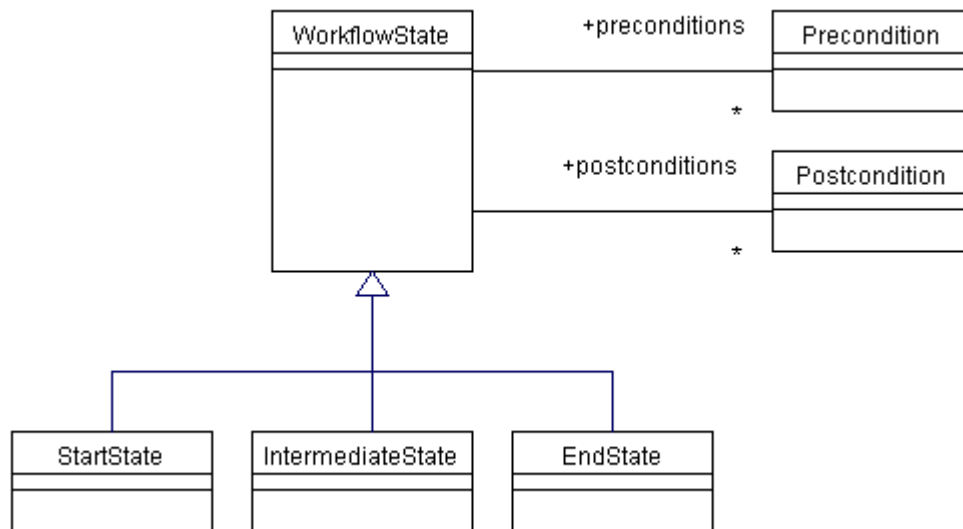 WorkflowState
+preconditions
Precondition
*
+postconditions
Postcondition
*
StartState
IntermediateState
EndState